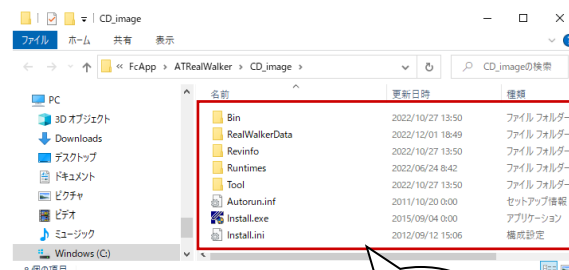 CD_image
ファイル ホーム 共有 表示
« FcApp > ATRealWalker > CD_image > CD_imageの検索
名前 更新日時 種類
PC
3D オブジェクト
Downloads
デスクトップ
ドキュメント
ピクチャ
ビデオ
ミュージック
Windows (C:)
Bin 2022/10/27 13:50 ファイル フォルダー
RealWalkerData 2022/12/01 18:49 ファイル フォルダー
Revinfo 2022/10/27 13:50 ファイル フォルダー
Runtimes 2022/06/24 8:42 ファイル フォルダー
Tool 2022/10/27 13:50 ファイル フォルダー
Autorun.inf 2011/10/20 0:00 セットアップ情報
Install.exe 2015/09/04 0:00 アプリケーション
Install.ini 2012/09/12 15:06 構成設定
8 個の項目